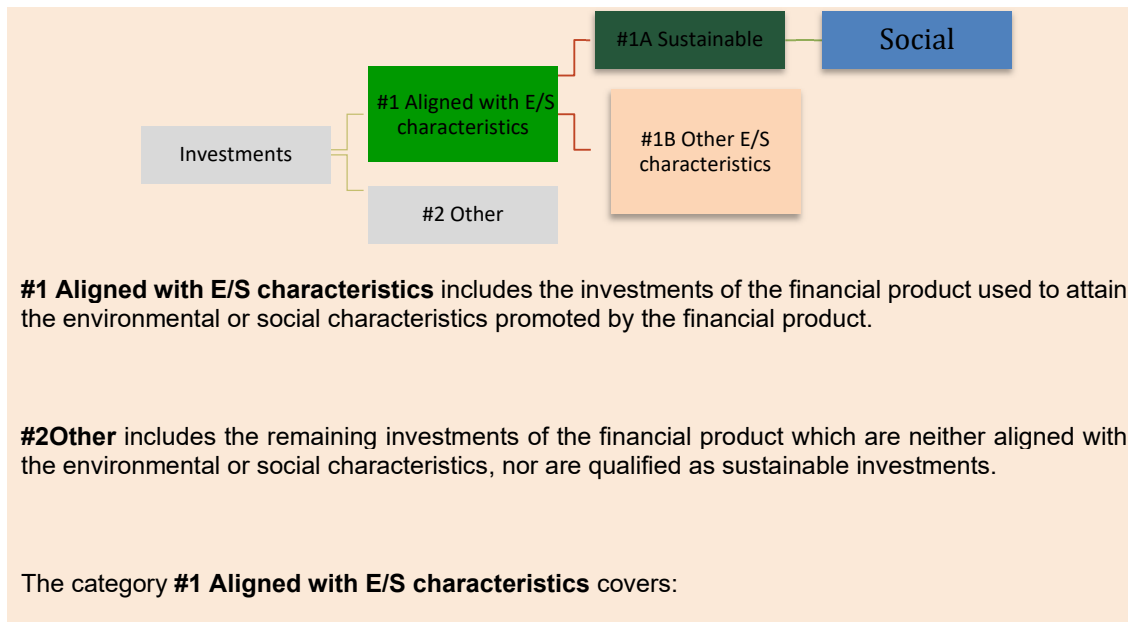 #1A Sustainable
Social
#1 Aligned with E/S
characteristics
#1B Other E/S
characteristics
Investments
#2 Other
#1 Aligned with E/S characteristics includes the investments of the financial product used to attain
the environmental or social characteristics promoted by the financial product.
#2Other includes the remaining investments of the financial product which are neither aligned with
the environmental or social characteristics, nor are qualified as sustainable investments.
The category #1 Aligned with E/S characteristics covers: